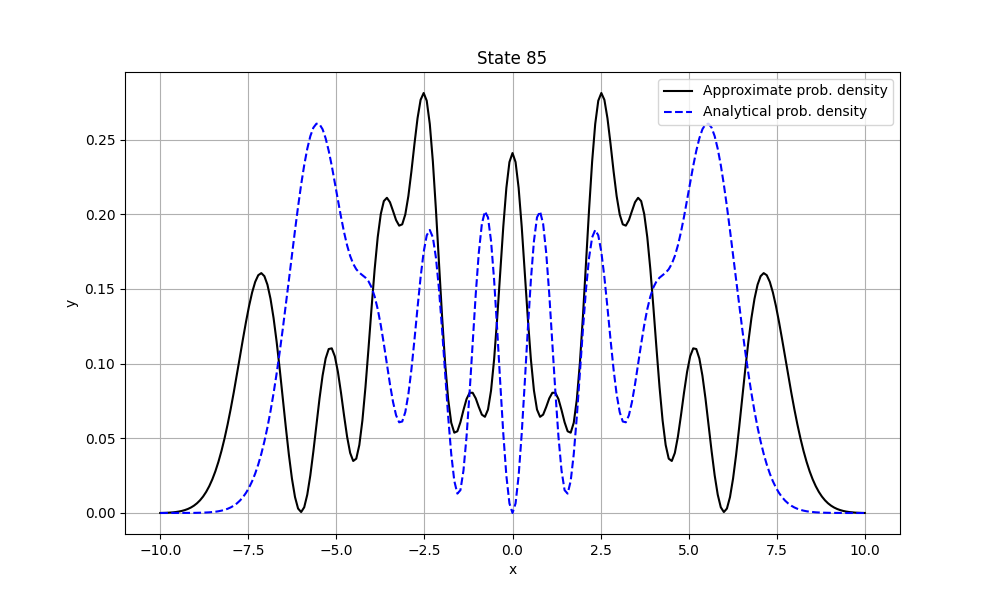 State 85
Approximate prob. density
Analytical prob. density
y
0.25
0.20
0.15
0.10
0.05
0.00
−10.0 −7.5 −5.0 −2.5 0.0 2.5 5.0 7.5 10.0
x